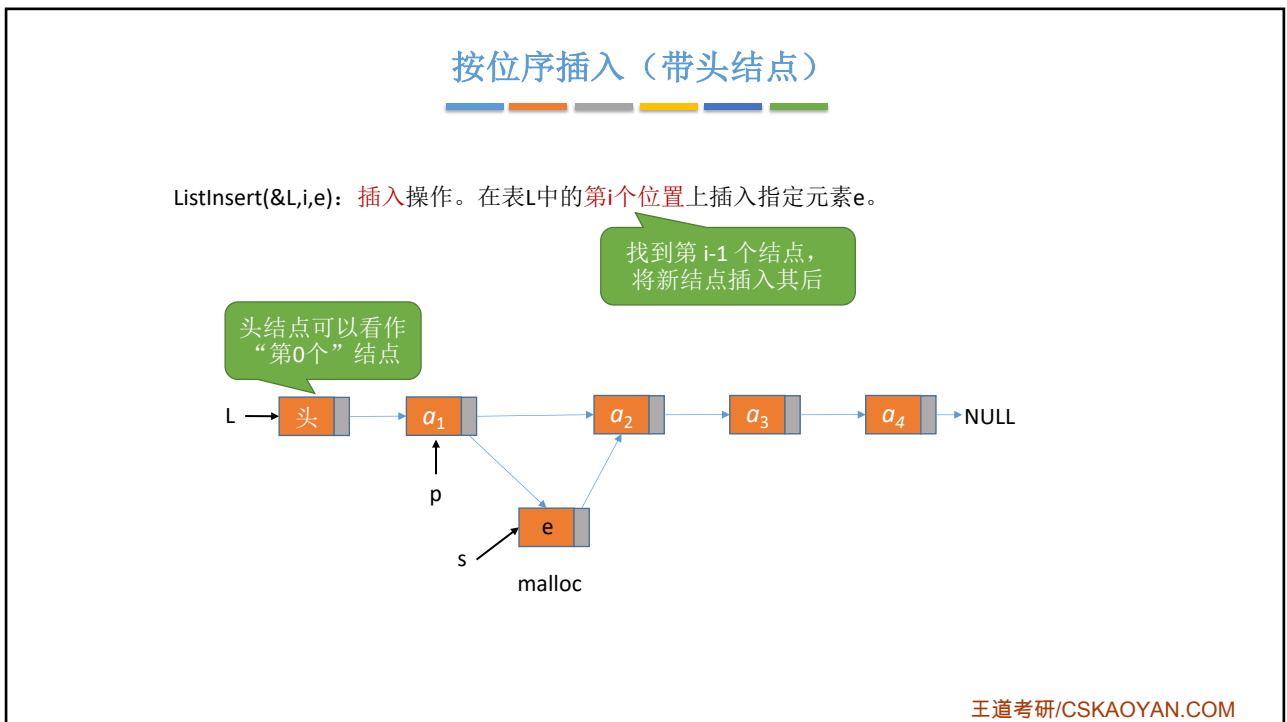 按位序插入（带头结点）
ListInsert(&L,i,e)：插入操作。在表L中的第i个位置上插入指定元素e。
找到第 i-1 个结点，
将新结点插入其后
头结点可以看作
“第0个”结点
L 头 a₁ a₂ a₃ a₄ NULL
p
e
s
malloc
王道考研/CSKAOYAN.COM